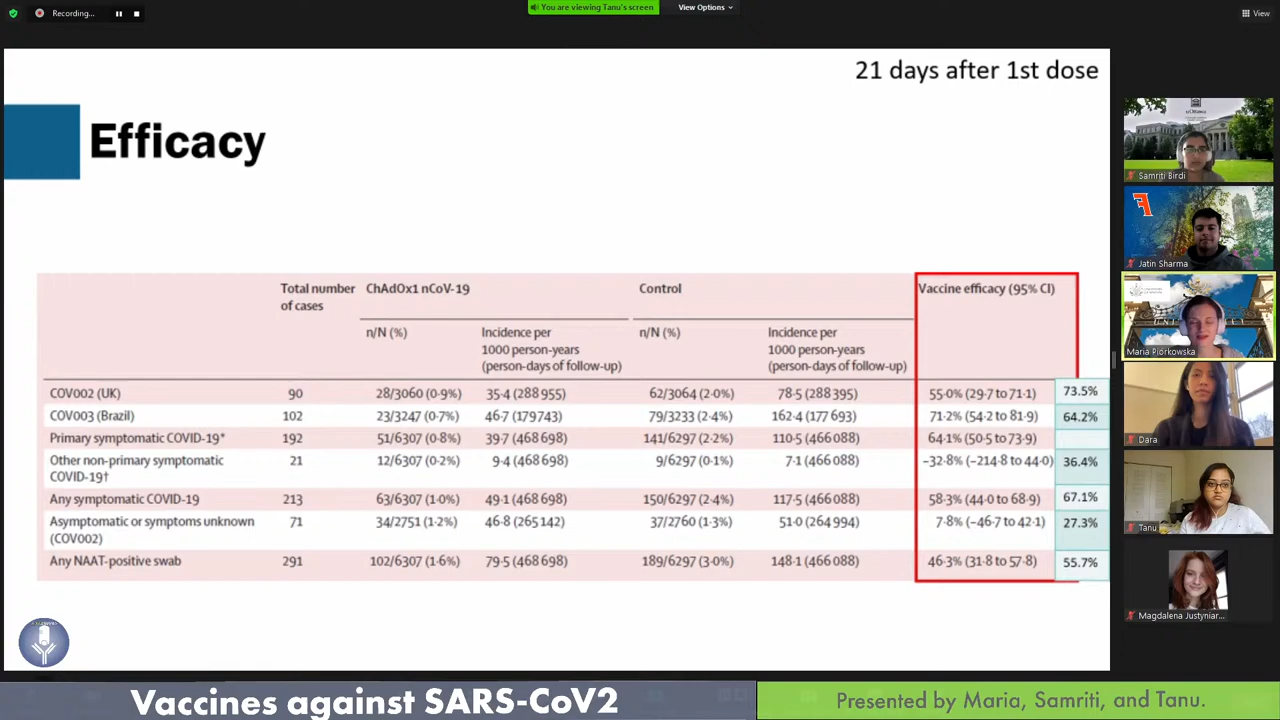 Recording...
You are viewing Tanu's screen
View Options
View
21 days after 1st dose
Efficacy
Total number of cases
ChAdOx1 nCoV-19
Control
Vaccine efficacy (95% CI)
n/N (%)
Incidence per
1000 person-years
(person-days of follow-up)
n/N (%)
Incidence per
1000 person-years
(person-days of follow-up)
COV002 (UK) 90 28/3060 (0·9%) 35·4 (288 955) 62/3064 (2·0%) 78·5 (288 395) 55·0% (29·7 to 71·1) 73.5%
COV003 (Brazil) 102 23/3247 (0·7%) 46·7 (179 743) 79/3233 (2·4%) 162·4 (177 693) 71·2% (54·2 to 81·9) 64.2%
Primary symptomatic COVID-19* 192 51/6307 (0·8%) 39·7 (468 698) 141/6297 (2·2%) 110·5 (466 088) 64·1% (50·5 to 73·9)
Other non-primary symptomatic 21 12/6307 (0·2%) 9·4 (468 698) 9/6297 (0·1%) 7·1 (466 088) −32·8% (−214·8 to 44·0) 36.4%
COVID-19†
Any symptomatic COVID-19 213 63/6307 (1·0%) 49·1 (468 698) 150/6297 (2·4%) 117·5 (466 088) 58·3% (44·0 to 68·9) 67.1%
Asymptomatic or symptoms unknown 71 34/2751 (1·2%) 46·8 (265 142) 37/2760 (1·3%) 51·0 (264 994) 7·8% (−46·7 to 42·1) 27.3%
(COV002)
Any NAAT-positive swab 291 102/6307 (1·6%) 79·5 (468 698) 189/6297 (3·0%) 148·1 (466 088) 46·3% (31·8 to 57·8) 55.7%
Samriti Birdi
Jatin Sharma
Maria Piorkowska
Dara
Tanu
Magdalena Justyniar...
Vaccines against SARS-CoV2
Presented by Maria, Samriti, and Tanu.